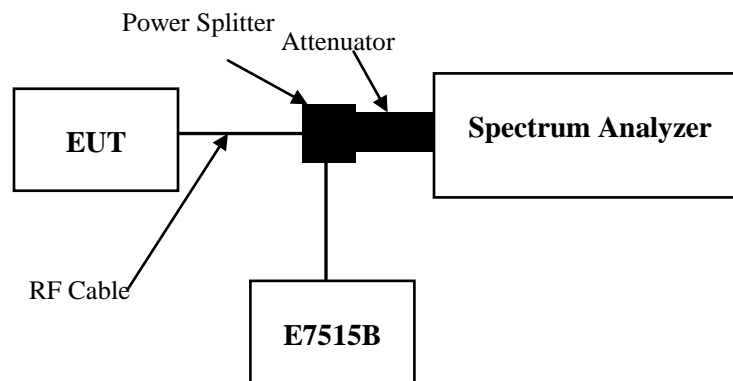 Power Splitter
Attenuator
EUT
Spectrum Analyzer
RF Cable
E7515B